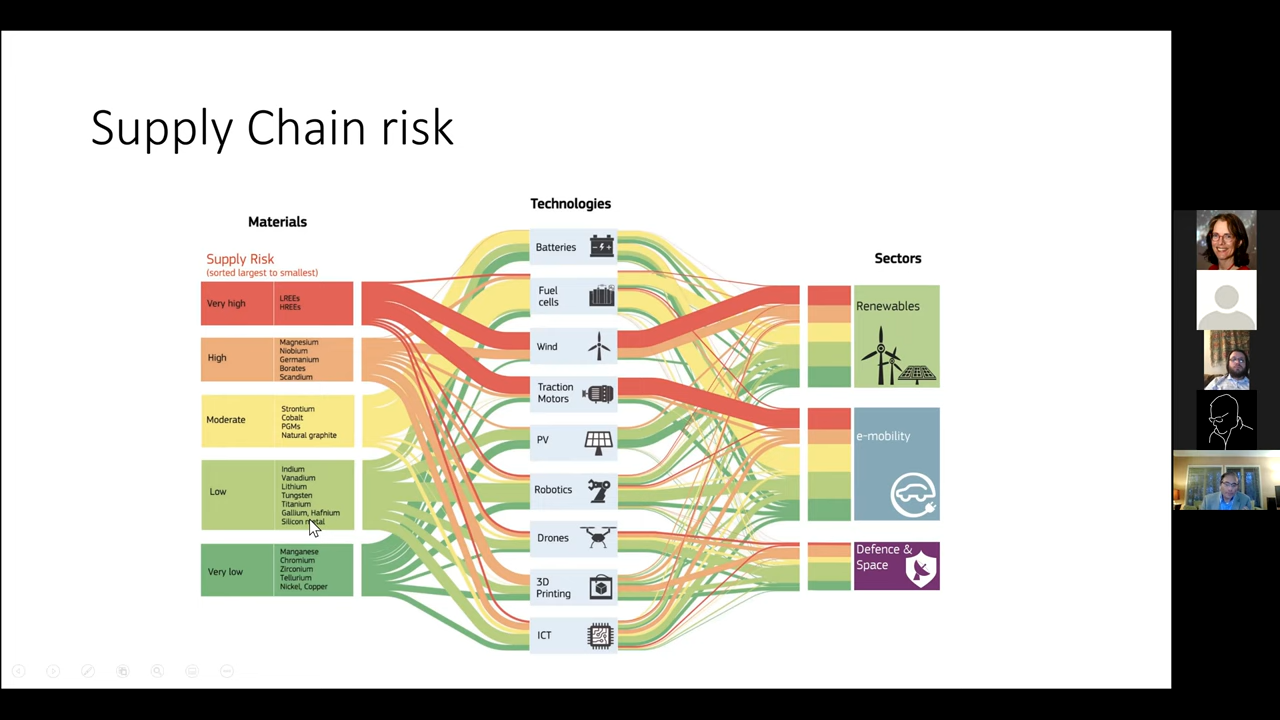 Supply Chain risk
Materials
Supply Risk
(sorted largest to smallest)
Very high
LREEs
HREEs
High
Magnesium
Niobium
Germanium
Borates
Scandium
Moderate
Strontium
Cobalt
PGMs
Natural graphite
Low
Indium
Vanadium
Lithium
Tungsten
Titanium
Gallium, Hafnium
Silicon metal
Very low
Manganese
Chromium
Zirconium
Tellurium
Nickel, Copper
Technologies
Batteries
Fuel
cells
Wind
Traction
Motors
PV
Robotics
Drones
3D
Printing
ICT
Sectors
Renewables
e-mobility
Defence &
Space